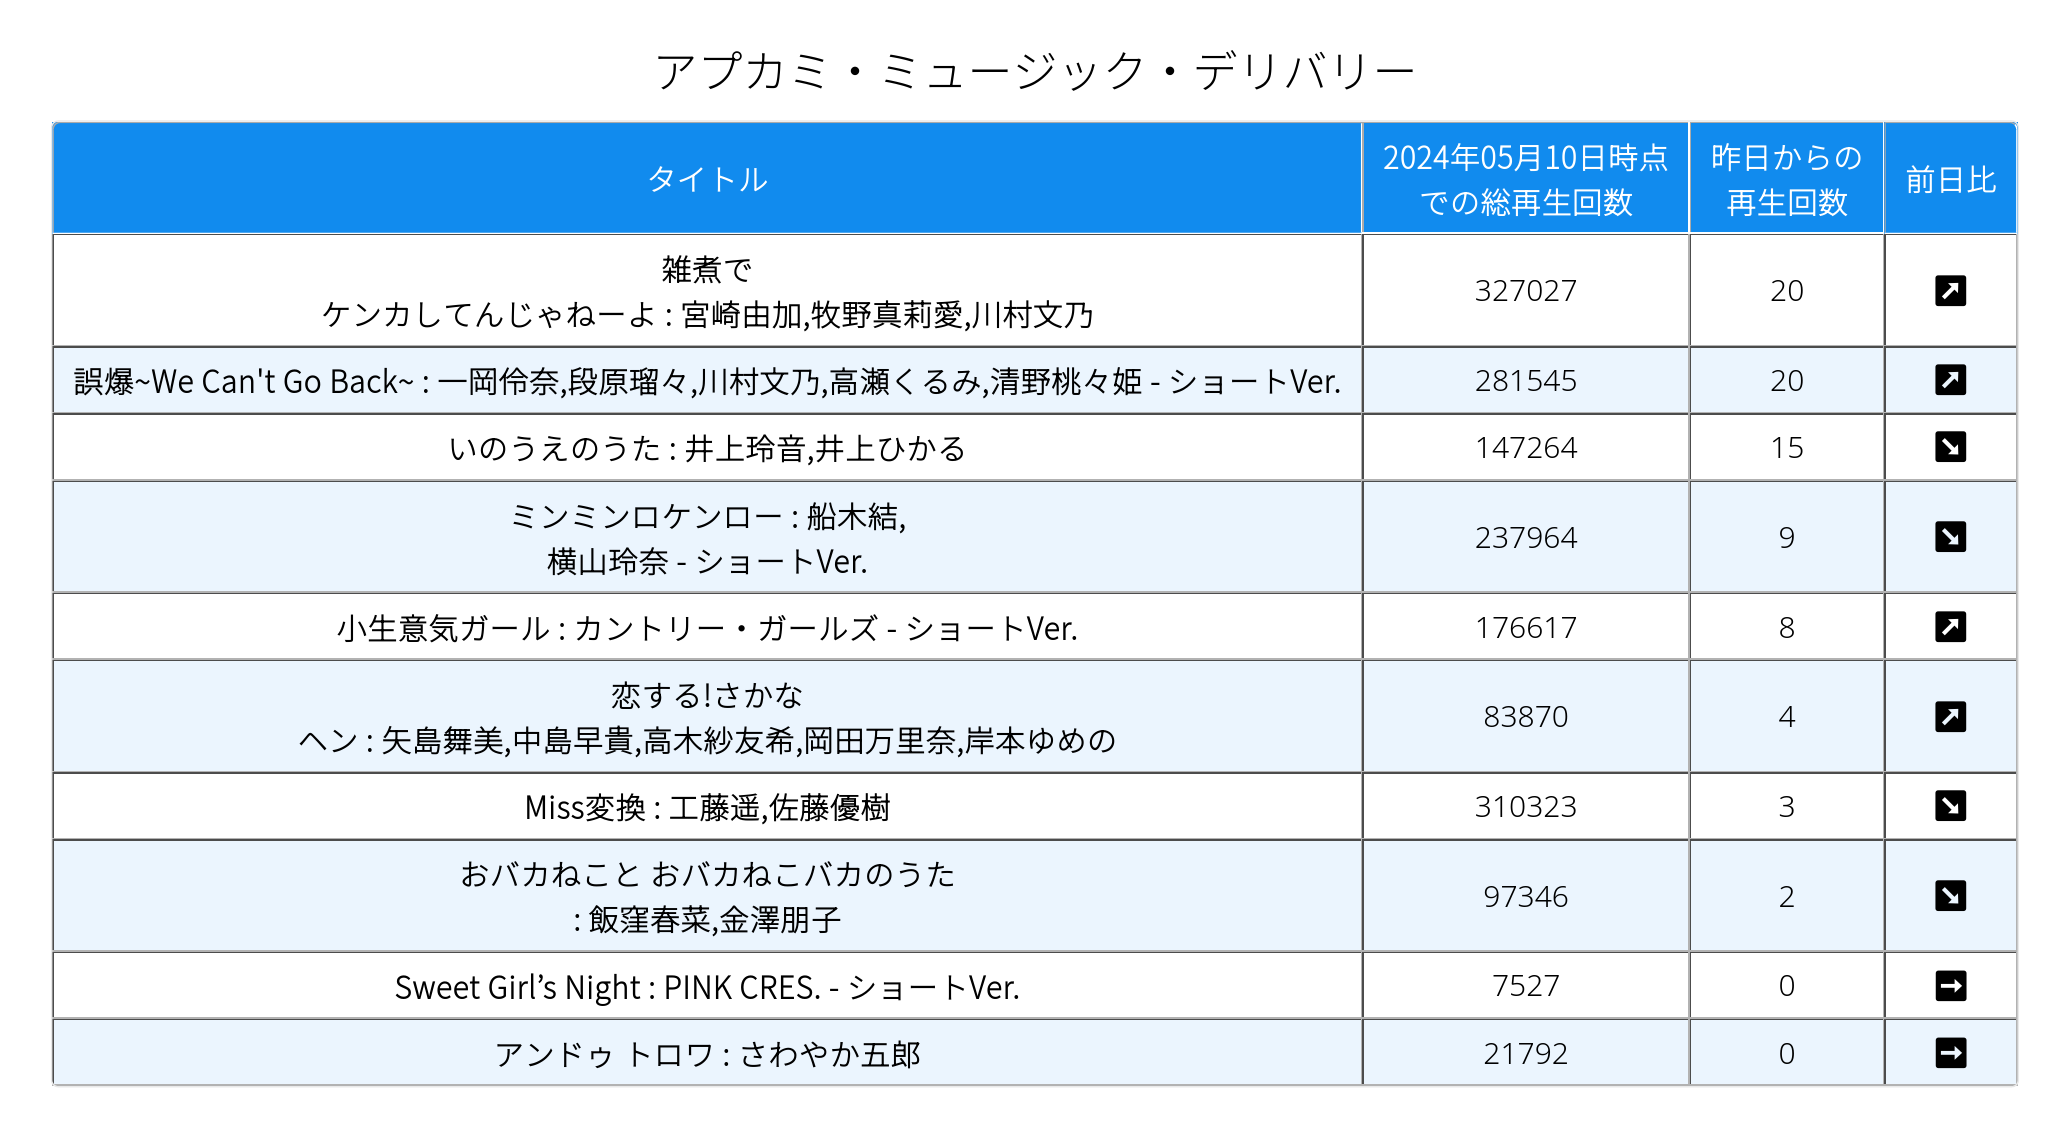 アプカミ・ミュージック・デリバリー
タイトル
2024年05月10日時点
での総再生回数
昨日からの
再生回数
前日比
雑煮で
ケンカしてんじゃねーよ : 宮崎由加,牧野真莉愛,川村文乃
327027
20
誤爆~We Can't Go Back~ : 一岡伶奈,段原瑠々,川村文乃,高瀬くるみ,清野桃々姫 - ショートVer.
281545
20
いのうえのうた : 井上玲音,井上ひかる
147264
15
ミンミンロケンロー : 船木結,
横山玲奈 - ショートVer.
237964
9
小生意気ガール : カントリー・ガールズ - ショートVer.
176617
8
恋する!さかな
ヘン : 矢島舞美,中島早貴,高木紗友希,岡田万里奈,岸本ゆめの
83870
4
Miss変換 : 工藤遥,佐藤優樹
310323
3
おバカねこと おバカねこバカのうた
: 飯窪春菜,金澤朋子
97346
2
Sweet Girl’s Night : PINK CRES. - ショートVer.
7527
0
アンドゥ トロワ : さわやか五郎
21792
0